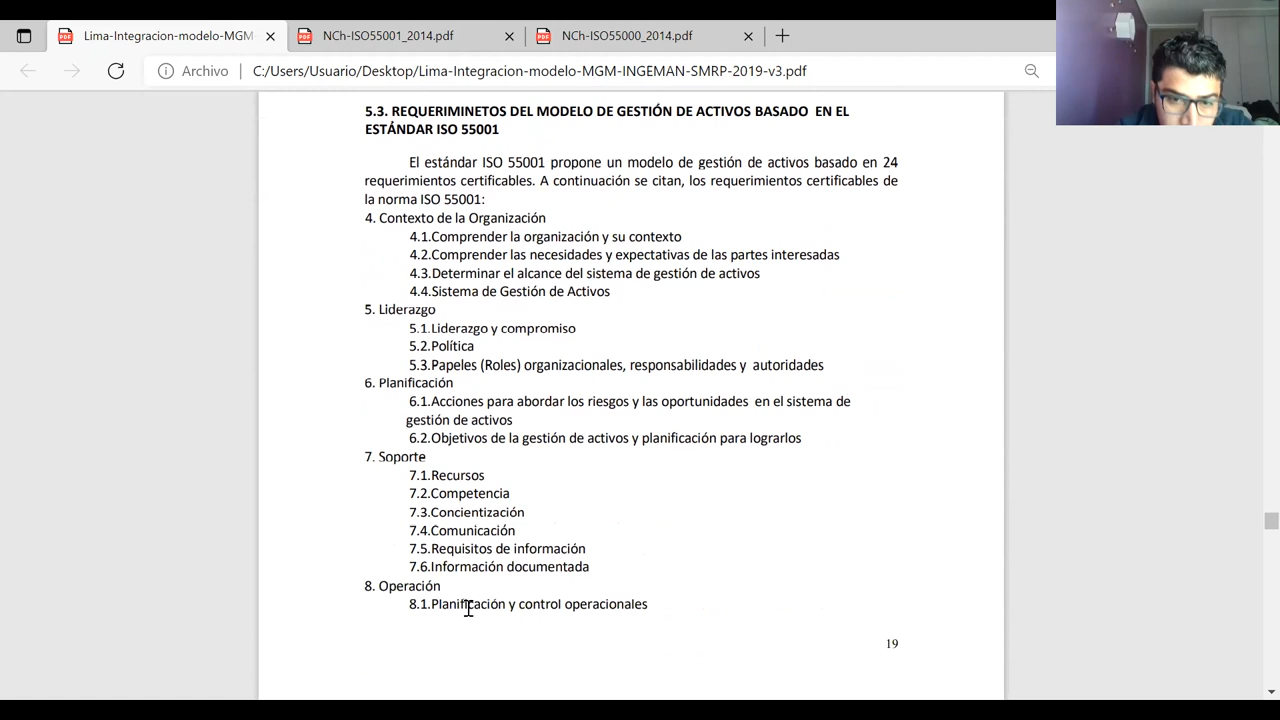 Lima-Integracion-modelo-MGM-
NCh-ISO55001_2014.pdf
NCh-ISO55000_2014.pdf
Archivo
C:/Users/Usuario/Desktop/Lima-Integracion-modelo-MGM-INGEMAN-SMRP-2019-v3.pdf
5.3. REQUERIMINETOS DEL MODELO DE GESTIÓN DE ACTIVOS BASADO EN EL
ESTÁNDAR ISO 55001
El estándar ISO 55001 propone un modelo de gestión de activos basado en 24
requerimientos certificables. A continuación se citan, los requerimientos certificables de
la norma ISO 55001:
4. Contexto de la Organización
4.1.Comprender la organización y su contexto
4.2.Comprender las necesidades y expectativas de las partes interesadas
4.3.Determinar el alcance del sistema de gestión de activos
4.4.Sistema de Gestión de Activos
5. Liderazgo
5.1.Liderazgo y compromiso
5.2.Política
5.3.Papeles (Roles) organizacionales, responsabilidades y autoridades
6. Planificación
6.1.Acciones para abordar los riesgos y las oportunidades en el sistema de
gestión de activos
6.2.Objetivos de la gestión de activos y planificación para lograrlos
7. Soporte
7.1.Recursos
7.2.Competencia
7.3.Concientización
7.4.Comunicación
7.5.Requisitos de información
7.6.Información documentada
8. Operación
8.1.Planificación y control operacionales
19